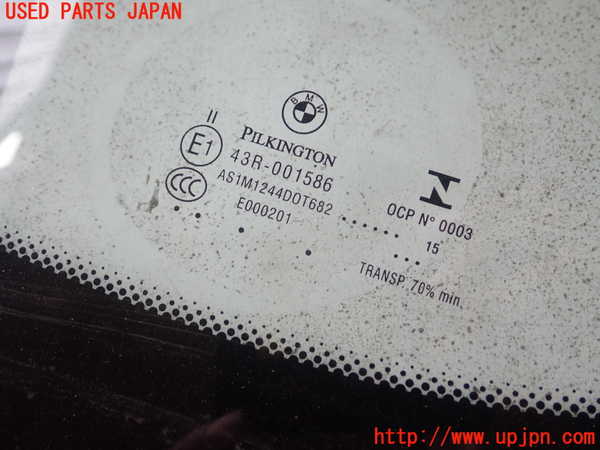 USED PARTS JAPAN
BMW
PILKINGTON
II
E1
43R-001586
CCC
AS1M1244DOT682
E000201
OCP N° 0003
15
TRANSP. 70% min.
http://www.upjpn.com/